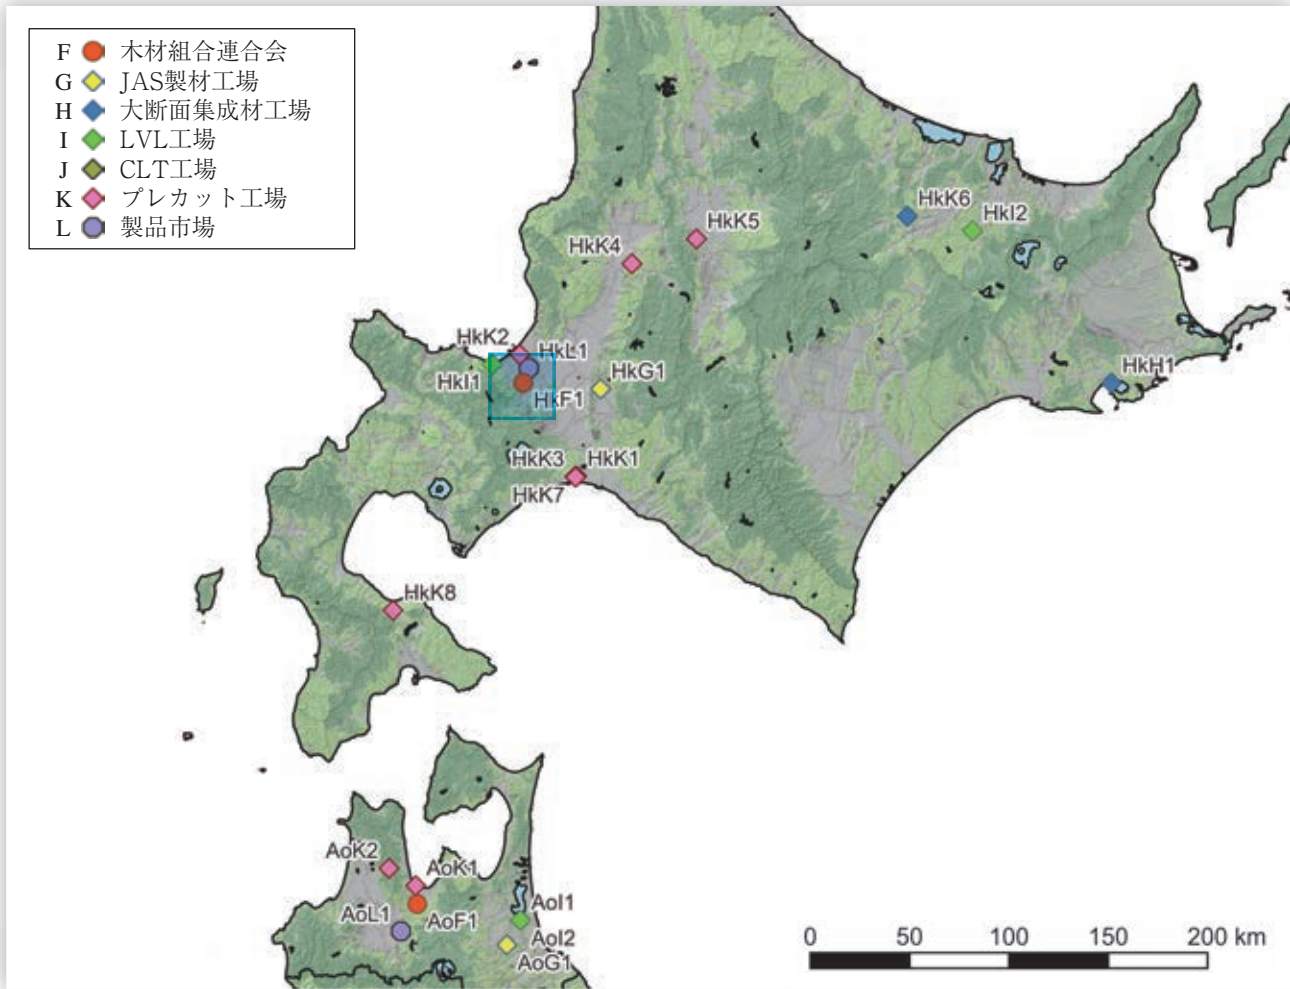 F 木材組合連合会
G JAS製材工場
H 大断面集成材工場
I LVL工場
J CLT工場
K プレカット工場
L 製品市場
HkK6
HkI2
HkK5
HkK4
HkK2
HkL1
HkI1
HkG1
HkH1
HkF1
HkK3
HkK1
HkK7
HkK8
AoK2
AoK1
AoI1
AoL1
AoF1
AoI2
AoG1
0 50 100 150 200 km